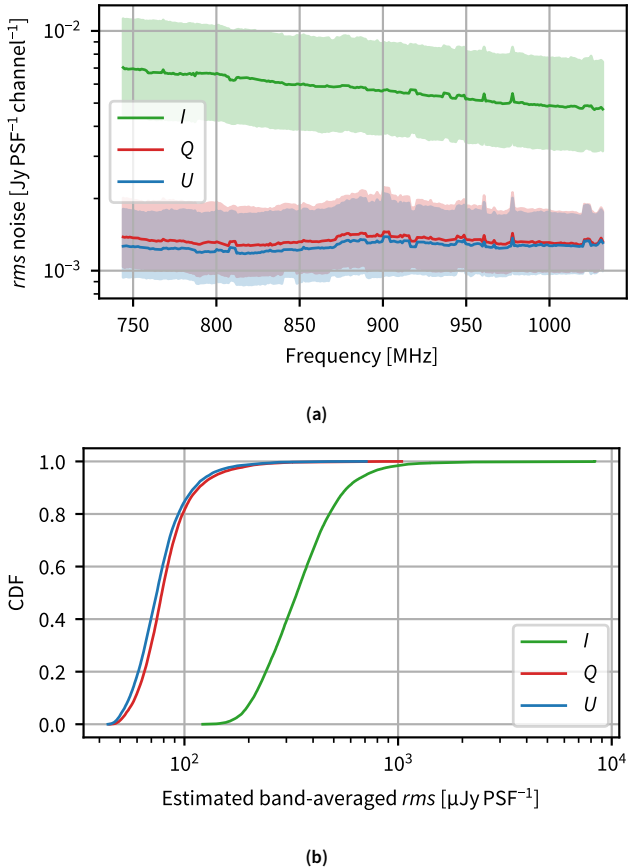 10⁻²
10⁻³
rms noise [Jy PSF⁻¹ channel⁻¹]
I
Q
U
750 800 850 900 950 1000
Frequency [MHz]
(a)
1.0
0.8
0.6
0.4
0.2
0.0
CDF
I
Q
U
10² 10³ 10⁴
Estimated band-averaged rms [μJy PSF⁻¹]
(b)